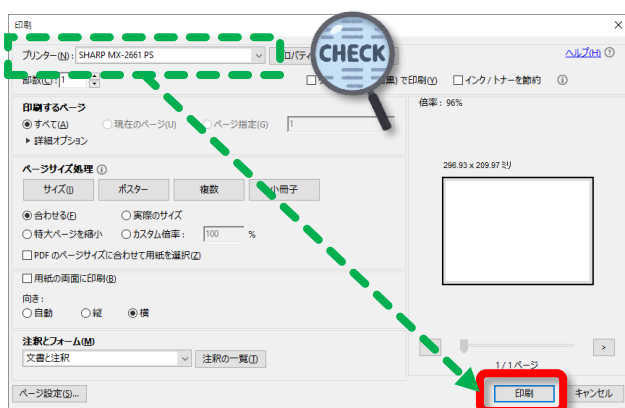 印刷
プリンター(N): SHARP MX-2661 PS
CHECK
ヘルプ(H)
印刷(Y) インク / トナーを節約
印刷するページ
すべて(A) 現在のページ(U) ページ指定(G) 1
詳細オプション
倍率: 96%
ページサイズ処理
サイズ(I) ポスター 複数 小冊子
296.93 x 209.97 ミリ
合わせる(F) 実際のサイズ
特大ページを縮小 カスタム倍率: 100 %
PDF のページサイズに合わせて用紙を選択(Z)
用紙の両面に印刷(B)
向き:
自動 縦 横
注釈とフォーム(M)
文書と注釈 注釈の一覧(T)
>
1 / 1 ページ
ページ設定(S)... 印刷 キャンセル